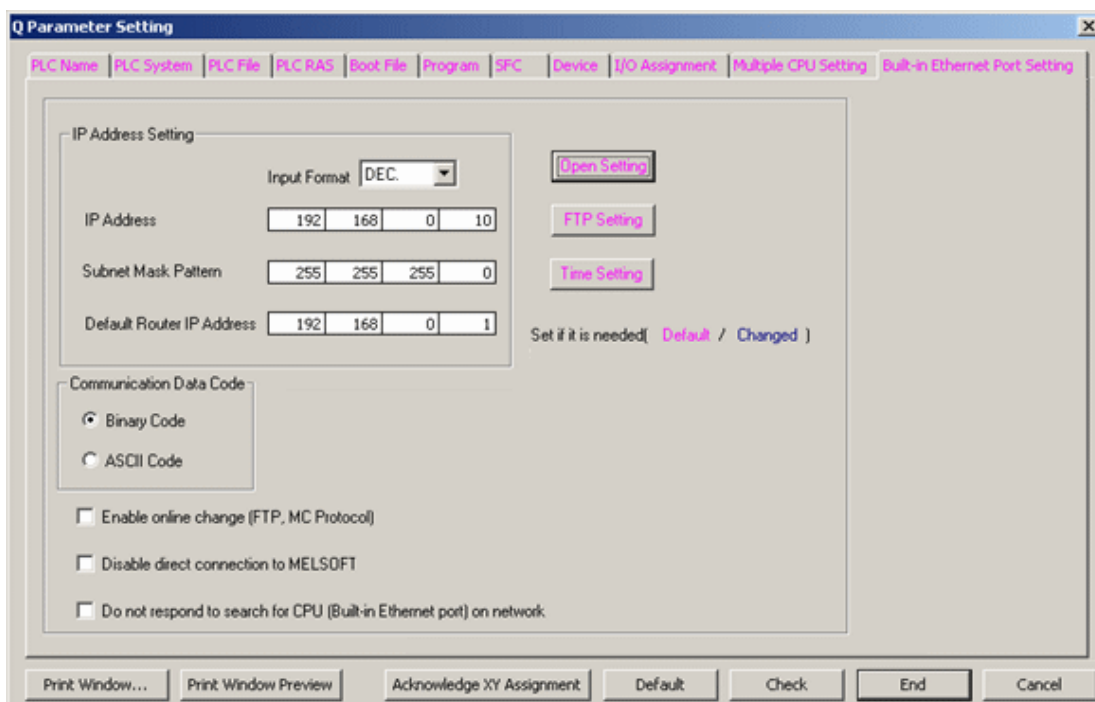 Q Parameter Setting
PLC Name PLC System PLC File PLC RAS Boot File Program SFC Device I/O Assignment Multiple CPU Setting Built-in Ethernet Port Setting
IP Address Setting
Input Format DEC.
IP Address 192 168 0 10
Subnet Mask Pattern 255 255 255 0
Default Router IP Address 192 168 0 1
Open Setting
FTP Setting
Time Setting
Set if it is needed( Default / Changed )
Communication Data Code
Binary Code
ASCII Code
Enable online change (FTP, MC Protocol)
Disable direct connection to MELSOFT
Do not respond to search for CPU (Built-in Ethernet port) on network
Print Window... Print Window Preview Acknowledge XY Assignment Default Check End Cancel